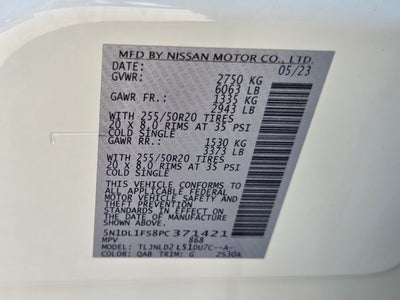 MFD BY NISSAN MOTOR CO., LTD.
DATE: 05/23
GVWR: 2750 KG
6063 LB
GAWR FR.: 1335 KG
2943 LB
WITH 255/50R20 TIRES
20 X 8.0 RIMS AT 35 PSI
COLD SINGLE
GAWR RR.: 1530 KG
3373 LB
WITH 255/50R20 TIRES
20 X 8.0 RIMS AT 35 PSI
COLD SINGLE
THIS VEHICLE CONFORMS TO
ALL APPLICABLE FEDERAL
MOTOR VEHICLE SAFETY
STANDARDS IN EFFECT ON
THE DATE OF MANUFACTURE
SHOWN ABOVE
5N1DL1FS8PC371421
MPV 868
TLJNLD2 L51DU7C--A-
COLOR: QAB TRIM: G ZS30A